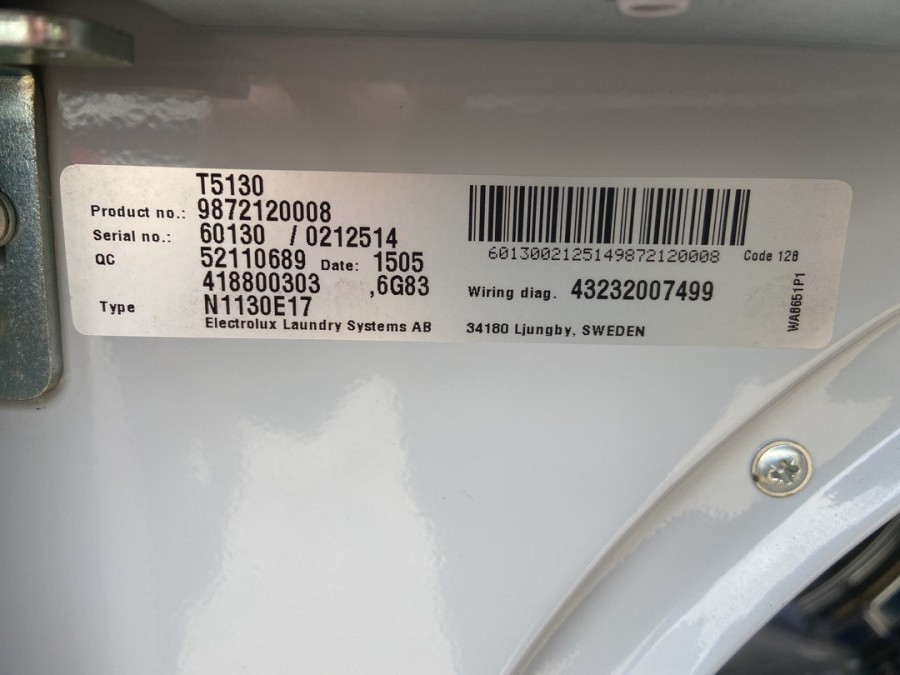 T5130
Product no.: 9872120008
Serial no.: 60130 / 0212514
QC 52110689 Date: 1505
418800303 ,6G83
Type N1130E17
Electrolux Laundry Systems AB
6013002125149872120008 Code 128
Wiring diag. 43232007499
34180 Ljungby, SWEDEN
WA8651P1